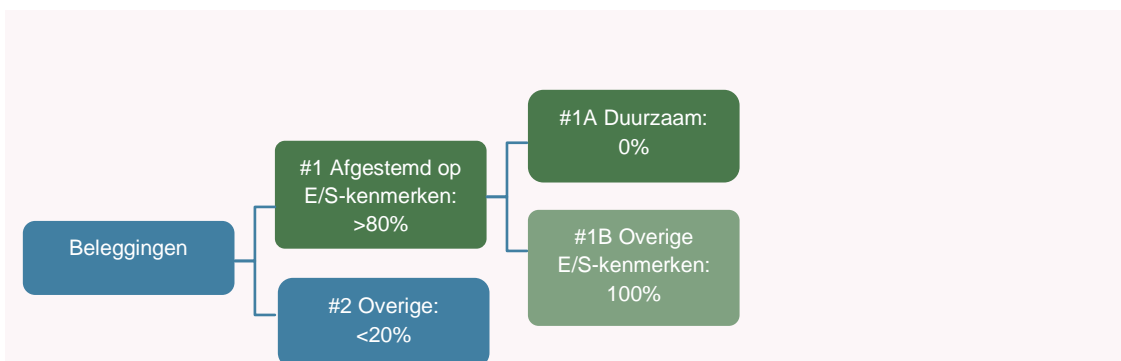 Beleggingen
#1 Afgestemd op
E/S-kenmerken:
>80%
#2 Overige:
<20%
#1A Duurzaam:
0%
#1B Overige
E/S-kenmerken:
100%